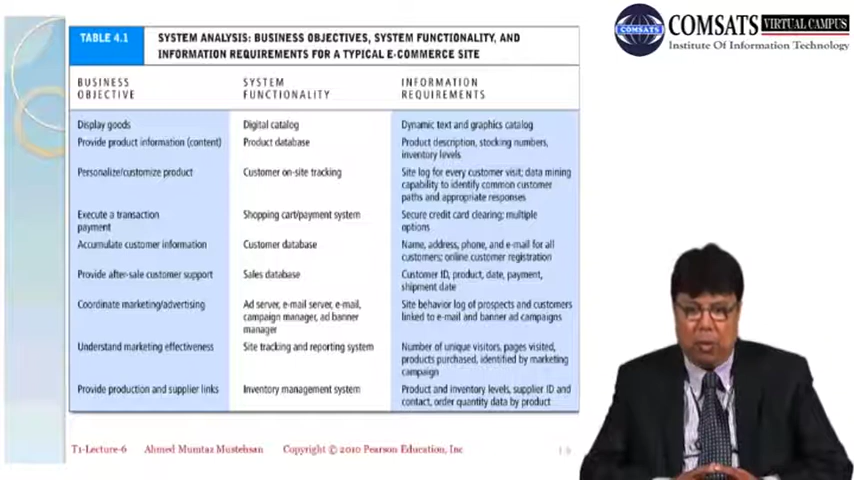 TABLE 4.1
SYSTEM ANALYSIS: BUSINESS OBJECTIVES, SYSTEM FUNCTIONALITY, AND
INFORMATION REQUIREMENTS FOR A TYPICAL E-COMMERCE SITE
COMSATS VIRTUAL CAMPUS
COMSATS
Institute Of Information Technology
BUSINESS
OBJECTIVE
SYSTEM
FUNCTIONALITY
INFORMATION
REQUIREMENTS
Display goods
Digital catalog
Dynamic text and graphics catalog
Provide product information (content)
Product database
Product description, stocking numbers,
inventory levels
Personalize/customize product
Customer on-site tracking
Site log for every customer visit; data mining
capability to identify common customer
paths and appropriate responses
Execute a transaction
payment
Shopping cart/payment system
Secure credit card clearing; multiple
options
Accumulate customer information
Customer database
Name, address, phone, and e-mail for all
customers; online customer registration
Provide after-sale customer support
Sales database
Customer ID, product, date, payment,
shipment date
Coordinate marketing/advertising
Ad server, e-mail server, e-mail,
campaign manager, ad banner
manager
Site behavior log of prospects and customers
linked to e-mail and banner ad campaigns
Understand marketing effectiveness
Site tracking and reporting system
Number of unique visitors, pages visited,
products purchased, identified by marketing
campaign
Provide production and supplier links
Inventory management system
Product and inventory levels, supplier ID and
contact, order quantity data by product
T1-Lecture-6 Ahmed Mumtaz Mustehsan Copyright © 2010 Pearson Education, Inc